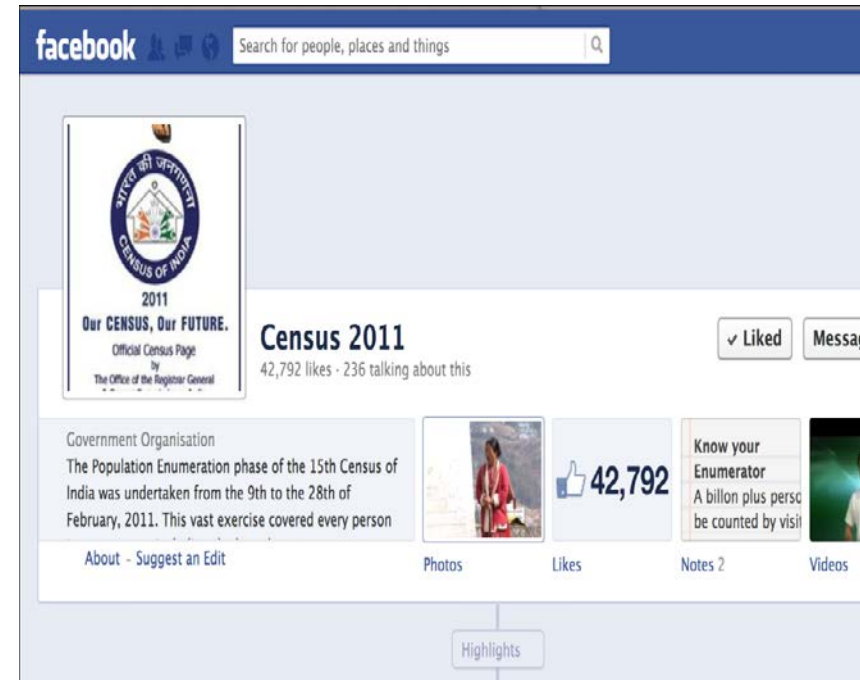 facebook
Search for people, places and things
भारत की जनगणना
CENSUS OF INDIA
2011
Our CENSUS, Our FUTURE.
Official Census Page
by
The Office of the Registrar General
Census 2011
42,792 likes · 236 talking about this
✓ Liked
Messag
Government Organisation
The Population Enumeration phase of the 15th Census of
India was undertaken from the 9th to the 28th of
February, 2011. This vast exercise covered every person
About - Suggest an Edit
Photos
42,792
Likes
Know your
Enumerator
A billon plus perso
be counted by visit
Notes 2
Videos
Highlights